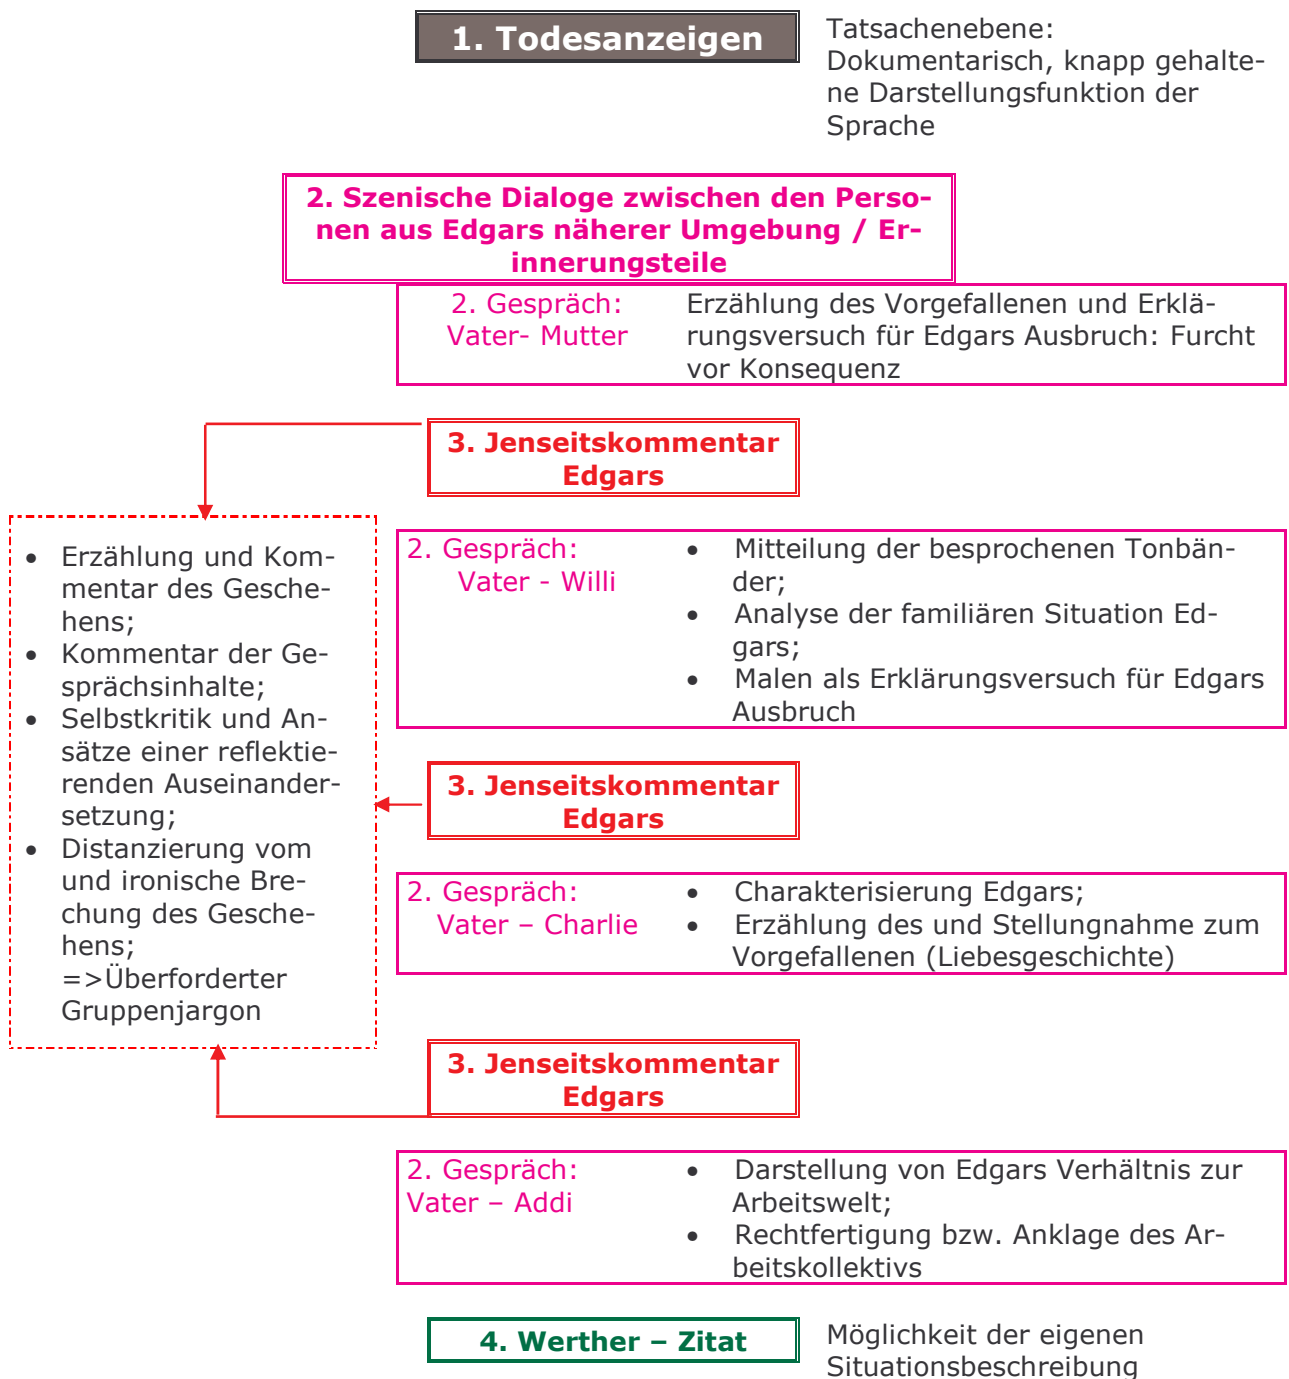 1. Todesanzeigen
Tatsachenebene:
Dokumentarisch, knapp gehalte-
ne Darstellungsfunktion der
Sprache
2. Szenische Dialoge zwischen den Perso-
nen aus Edgars näherer Umgebung / Er-
innerungsteile
2. Gespräch:
Vater- Mutter
Erzählung des Vorgefallenen und Erklä-
rungsversuch für Edgars Ausbruch: Furcht
vor Konsequenz
3. Jenseitskommentar
Edgars
• Erzählung und Kom-
mentar des Gesche-
hens;
• Kommentar der Ge-
sprächsinhalte;
• Selbstkritik und An-
sätze einer reflektie-
renden Auseinander-
setzung;
• Distanzierung vom
und ironische Bre-
chung des Gesche-
hens;
=>Überforderter
Gruppenjargon
2. Gespräch:
Vater - Willi
• Mitteilung der besprochenen Tonbän-
der;
• Analyse der familiären Situation Ed-
gars;
• Malen als Erklärungsversuch für Edgars
Ausbruch
3. Jenseitskommentar
Edgars
2. Gespräch:
Vater – Charlie
• Charakterisierung Edgars;
• Erzählung des und Stellungnahme zum
Vorgefallenen (Liebesgeschichte)
3. Jenseitskommentar
Edgars
2. Gespräch:
Vater – Addi
• Darstellung von Edgars Verhältnis zur
Arbeitswelt;
• Rechtfertigung bzw. Anklage des Ar-
beitskollektivs
4. Werther – Zitat
Möglichkeit der eigenen
Situationsbeschreibung